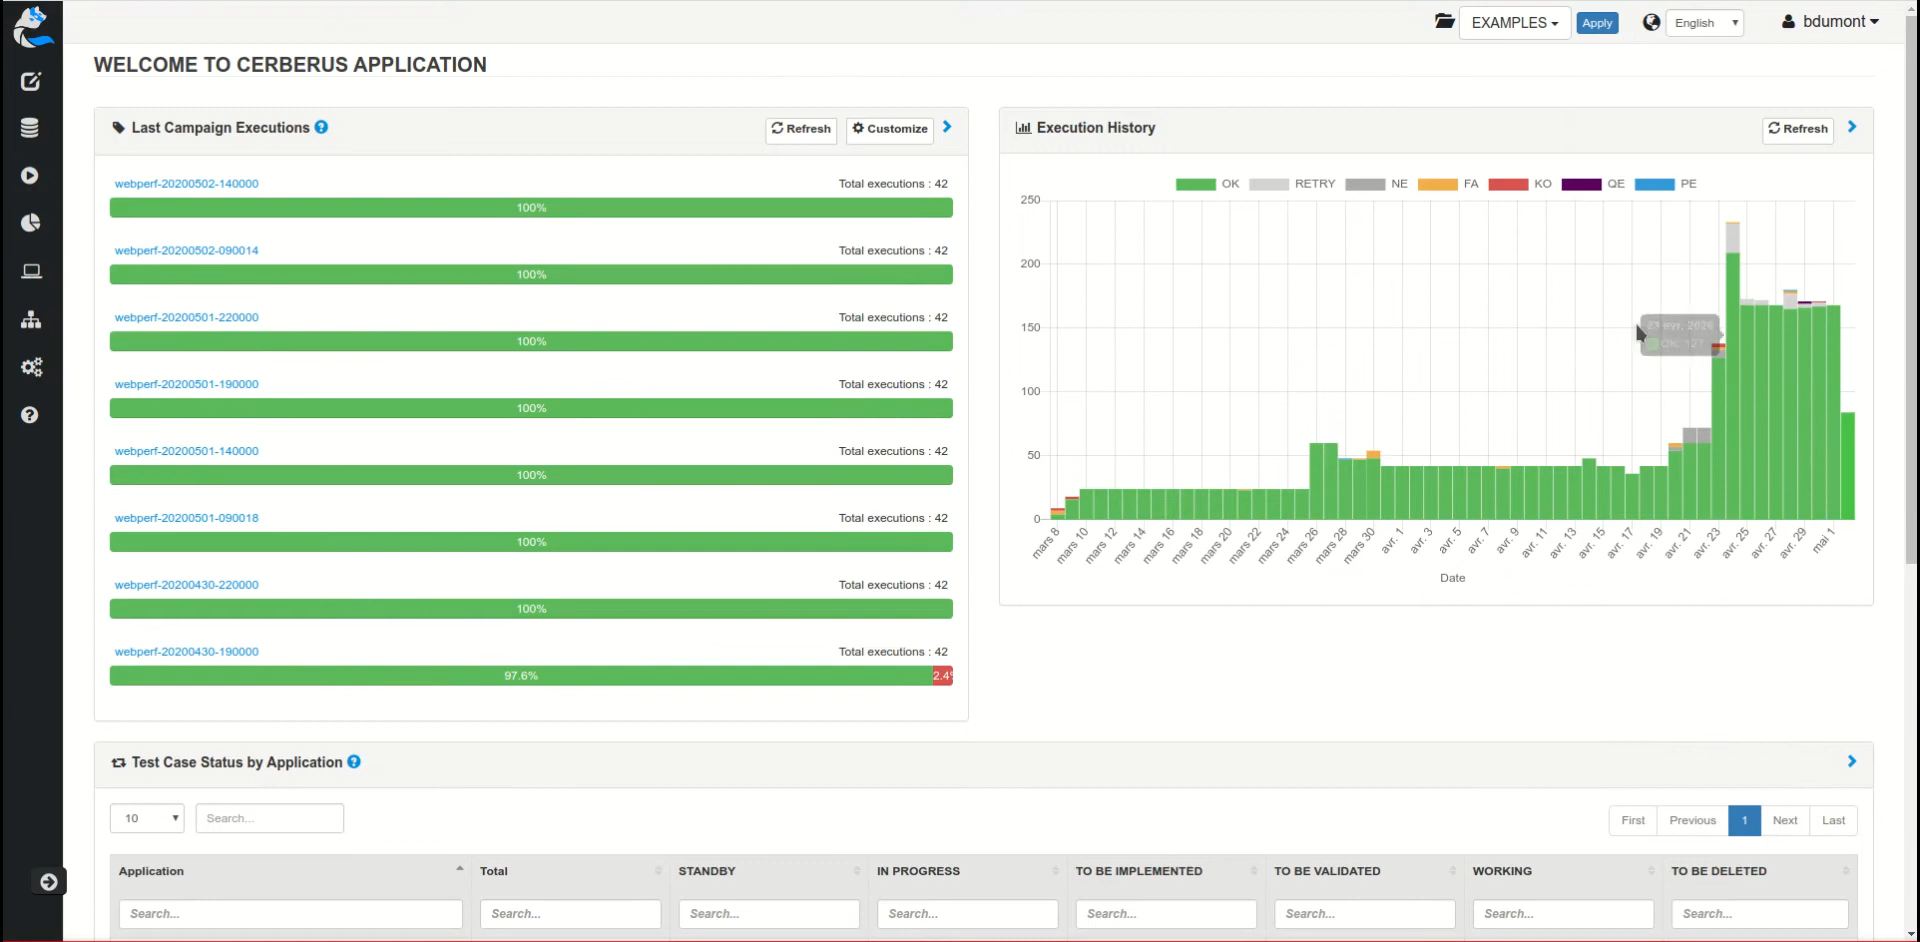 EXAMPLES
Apply
English
bdumont
WELCOME TO CERBERUS APPLICATION
Last Campaign Executions
Refresh
Customize
webperf-20200502-140000 Total executions : 42
100%
webperf-20200502-090014 Total executions : 42
100%
webperf-20200501-220000 Total executions : 42
100%
webperf-20200501-190000 Total executions : 42
100%
webperf-20200501-140000 Total executions : 42
100%
webperf-20200501-090018 Total executions : 42
100%
webperf-20200430-220000 Total executions : 42
100%
webperf-20200430-190000 Total executions : 42
97.6% 2.4%
Execution History
Refresh
OK RETRY NE FA KO QE PE
250
200
150
100
50
0
OK: 127
mars 8 mars 10 mars 12 mars 14 mars 16 mars 18 mars 20 mars 22 mars 24 mars 26 mars 28 mars 30 avr. 1 avr. 3 avr. 5 avr. 7 avr. 9 avr. 11 avr. 13 avr. 15 avr. 17 avr. 19 avr. 21 avr. 23 avr. 25 avr. 27 avr. 29 mai 1
Date
Test Case Status by Application
10 Search...
First Previous 1 Next Last
Application Total STANDBY IN PROGRESS TO BE IMPLEMENTED TO BE VALIDATED WORKING TO BE DELETED
Search... Search... Search... Search... Search... Search... Search... Search...